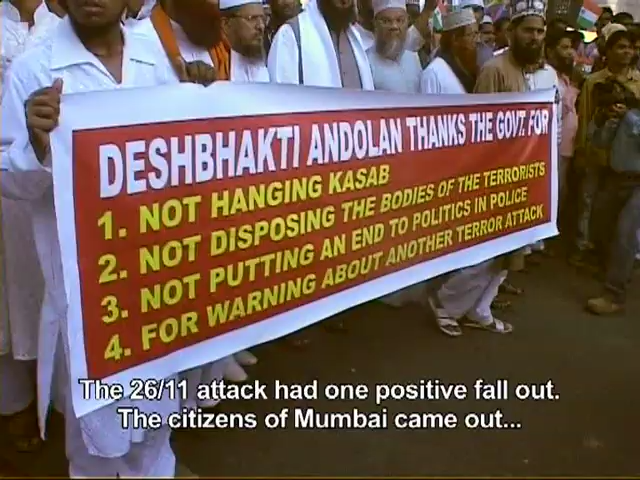 DESHBHAKTI ANDOLAN THANKS THE GOVT. FOR
1. NOT HANGING KASAB
2. NOT DISPOSING THE BODIES OF THE TERRORISTS
3. NOT PUTTING AN END TO POLITICS IN POLICE
4. FOR WARNING ABOUT ANOTHER TERROR ATTACK
The 26/11 attack had one positive fall out.
The citizens of Mumbai came out...